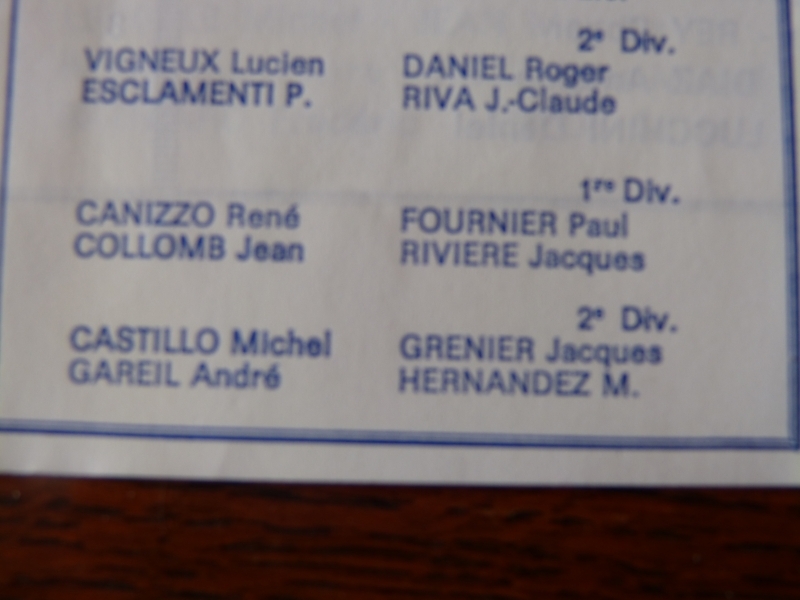 2e Div.
VIGNEUX Lucien DANIEL Roger
ESCLAMENTI P. RIVA J.-Claude
1re Div.
CANIZZO René FOURNIER Paul
COLLOMB Jean RIVIERE Jacques
2e Div.
CASTILLO Michel GRENIER Jacques
GAREIL André HERNANDEZ M.